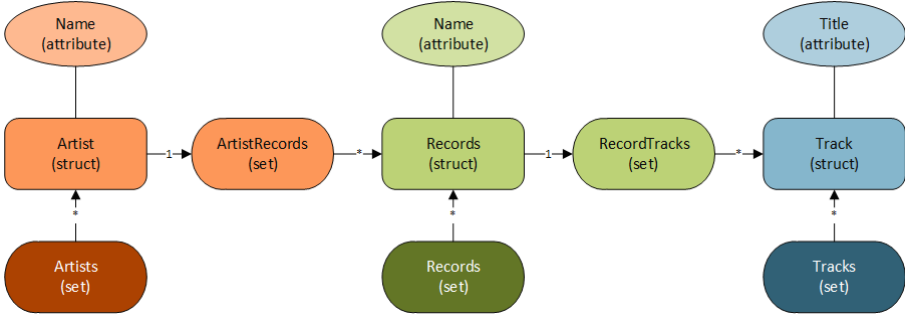 Name
(attribute)
Name
(attribute)
Title
(attribute)
Artist
(struct)
1
ArtistRecords
(set)
*
Records
(struct)
1
RecordTracks
(set)
*
Track
(struct)
*
*
*
Artists
(set)
Records
(set)
Tracks
(set)